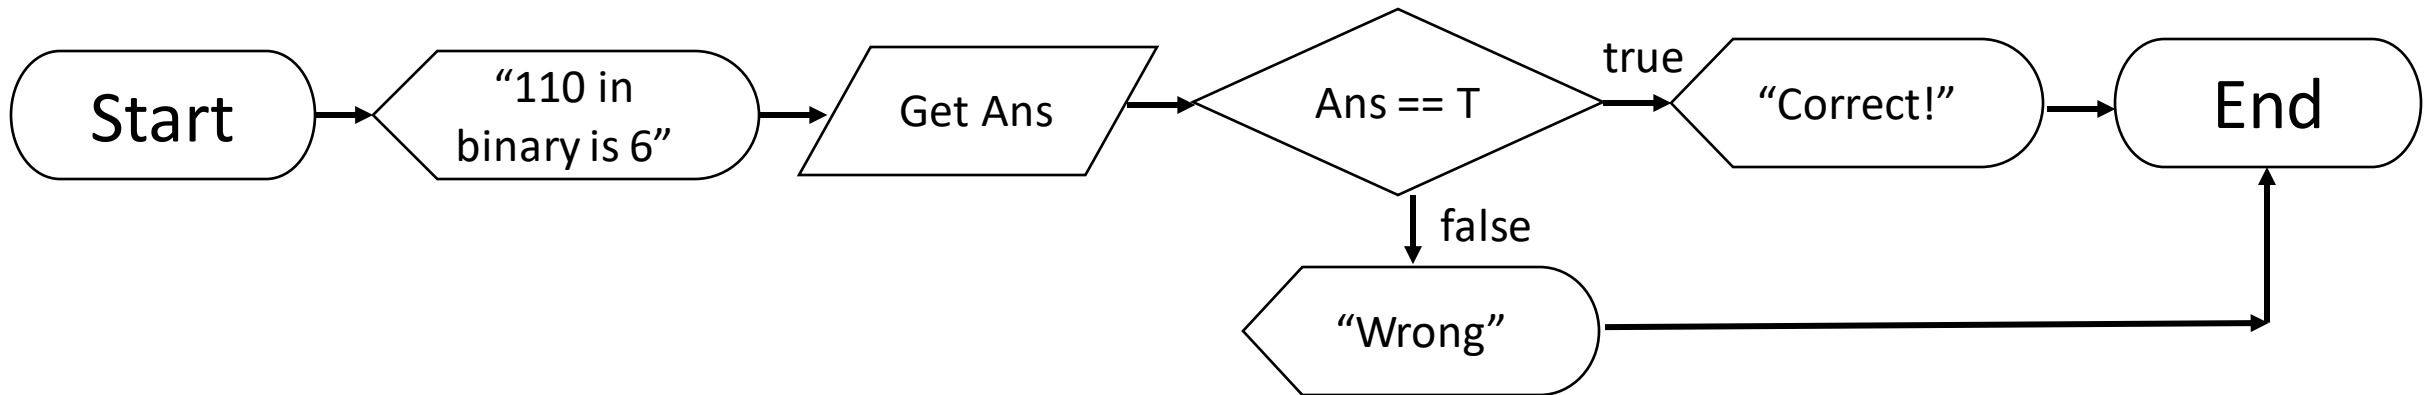 Start
“110 in
binary is 6”
Get Ans
Ans == T
true
“Correct!”
End
false
“Wrong”